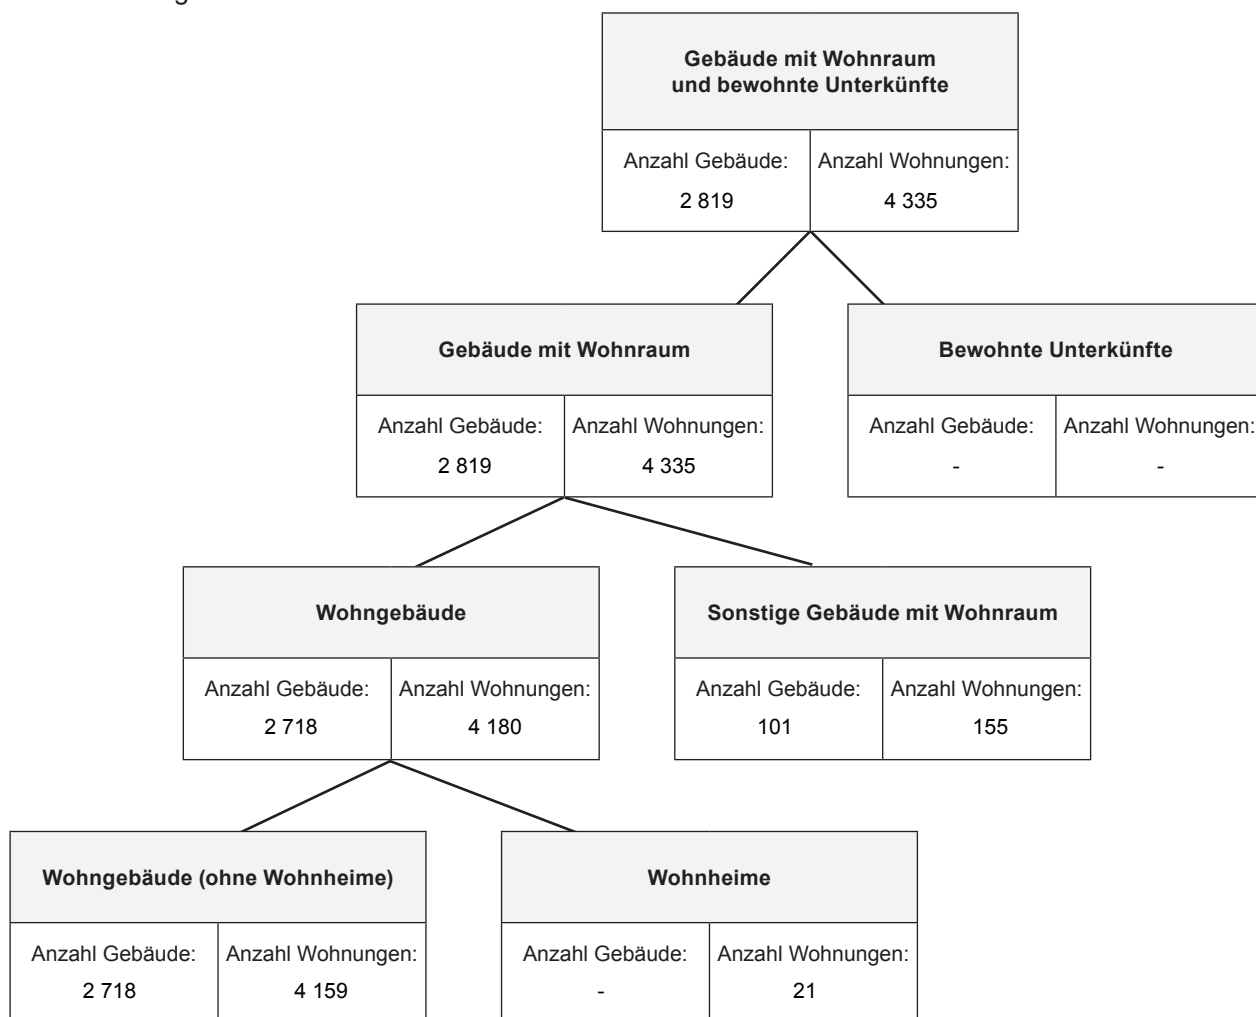 Gebäude mit Wohnraum
und bewohnte Unterkünfte
Anzahl Gebäude: Anzahl Wohnungen:
2 819 4 335
Gebäude mit Wohnraum
Anzahl Gebäude: Anzahl Wohnungen:
2 819 4 335
Bewohnte Unterkünfte
Anzahl Gebäude: Anzahl Wohnungen:
- -
Wohngebäude
Anzahl Gebäude: Anzahl Wohnungen:
2 718 4 180
Sonstige Gebäude mit Wohnraum
Anzahl Gebäude: Anzahl Wohnungen:
101 155
Wohngebäude (ohne Wohnheime)
Anzahl Gebäude: Anzahl Wohnungen:
2 718 4 159
Wohnheime
Anzahl Gebäude: Anzahl Wohnungen:
- 21